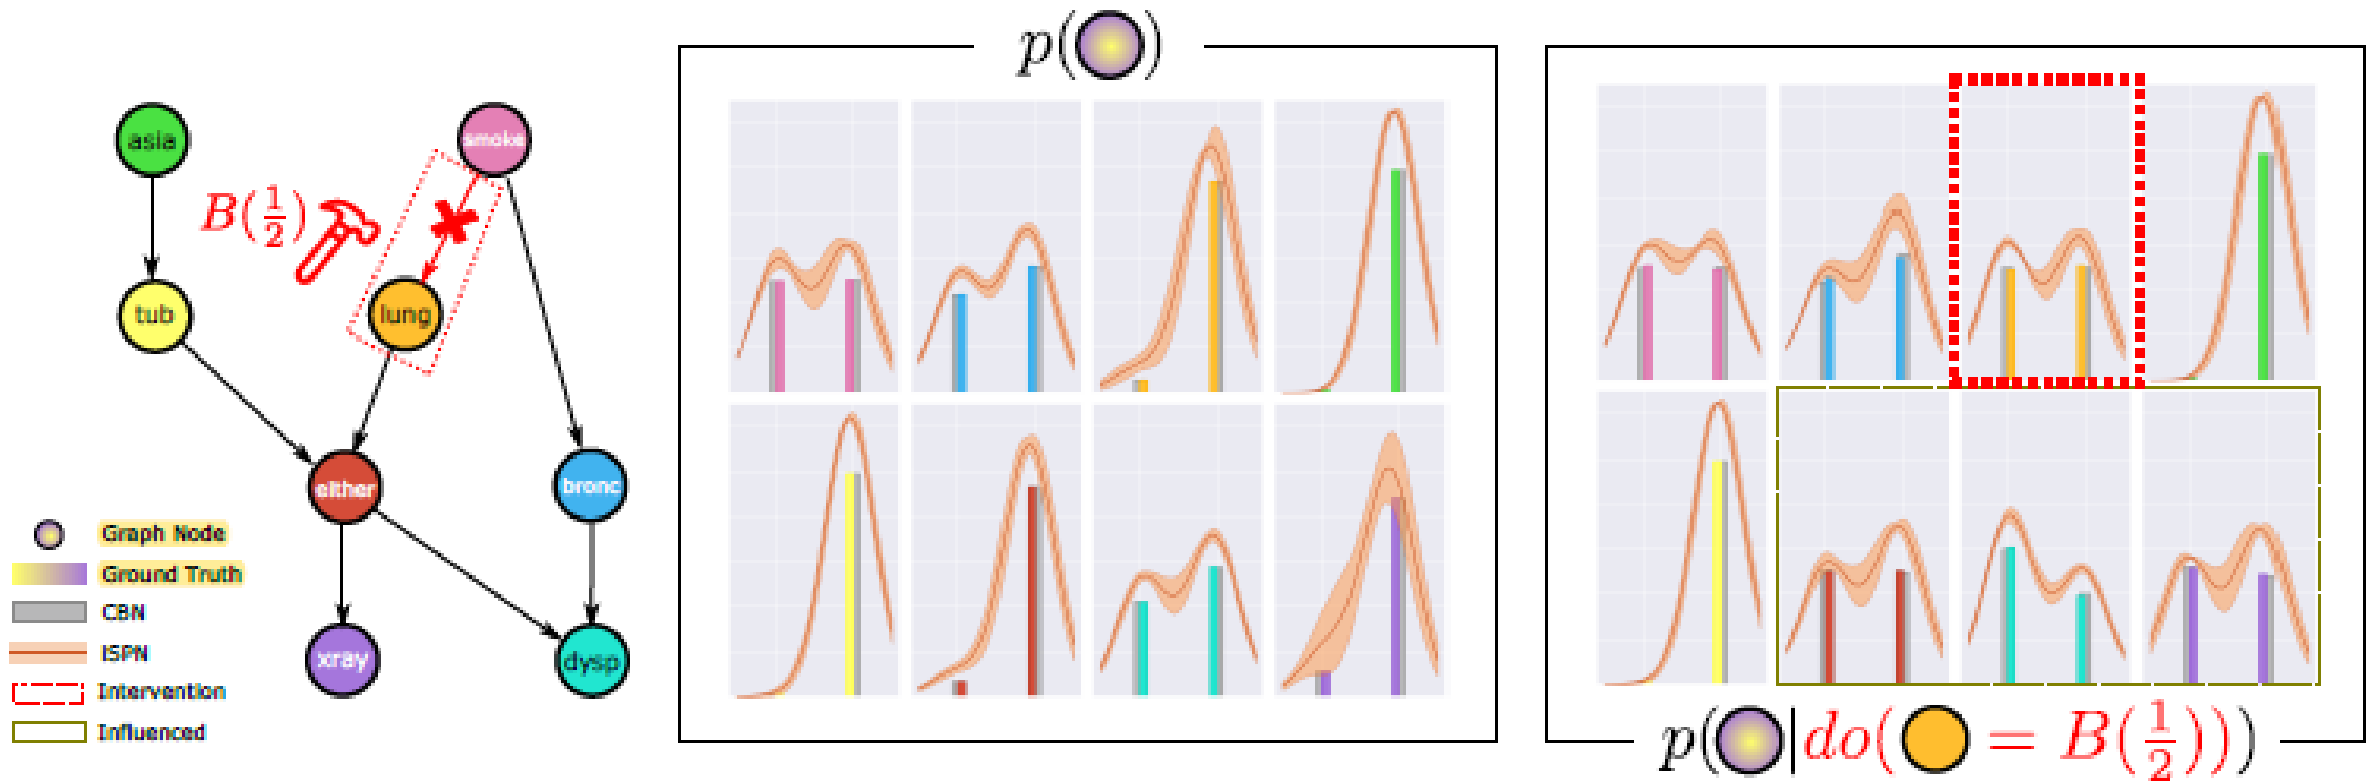 asia
smoke
B(1/2)
tub
lung
either
bronc
xray
dysp
Graph Node
Ground Truth
CBN
ISPN
Intervention
Influenced
p( )
p( |do( = B(1/2)))